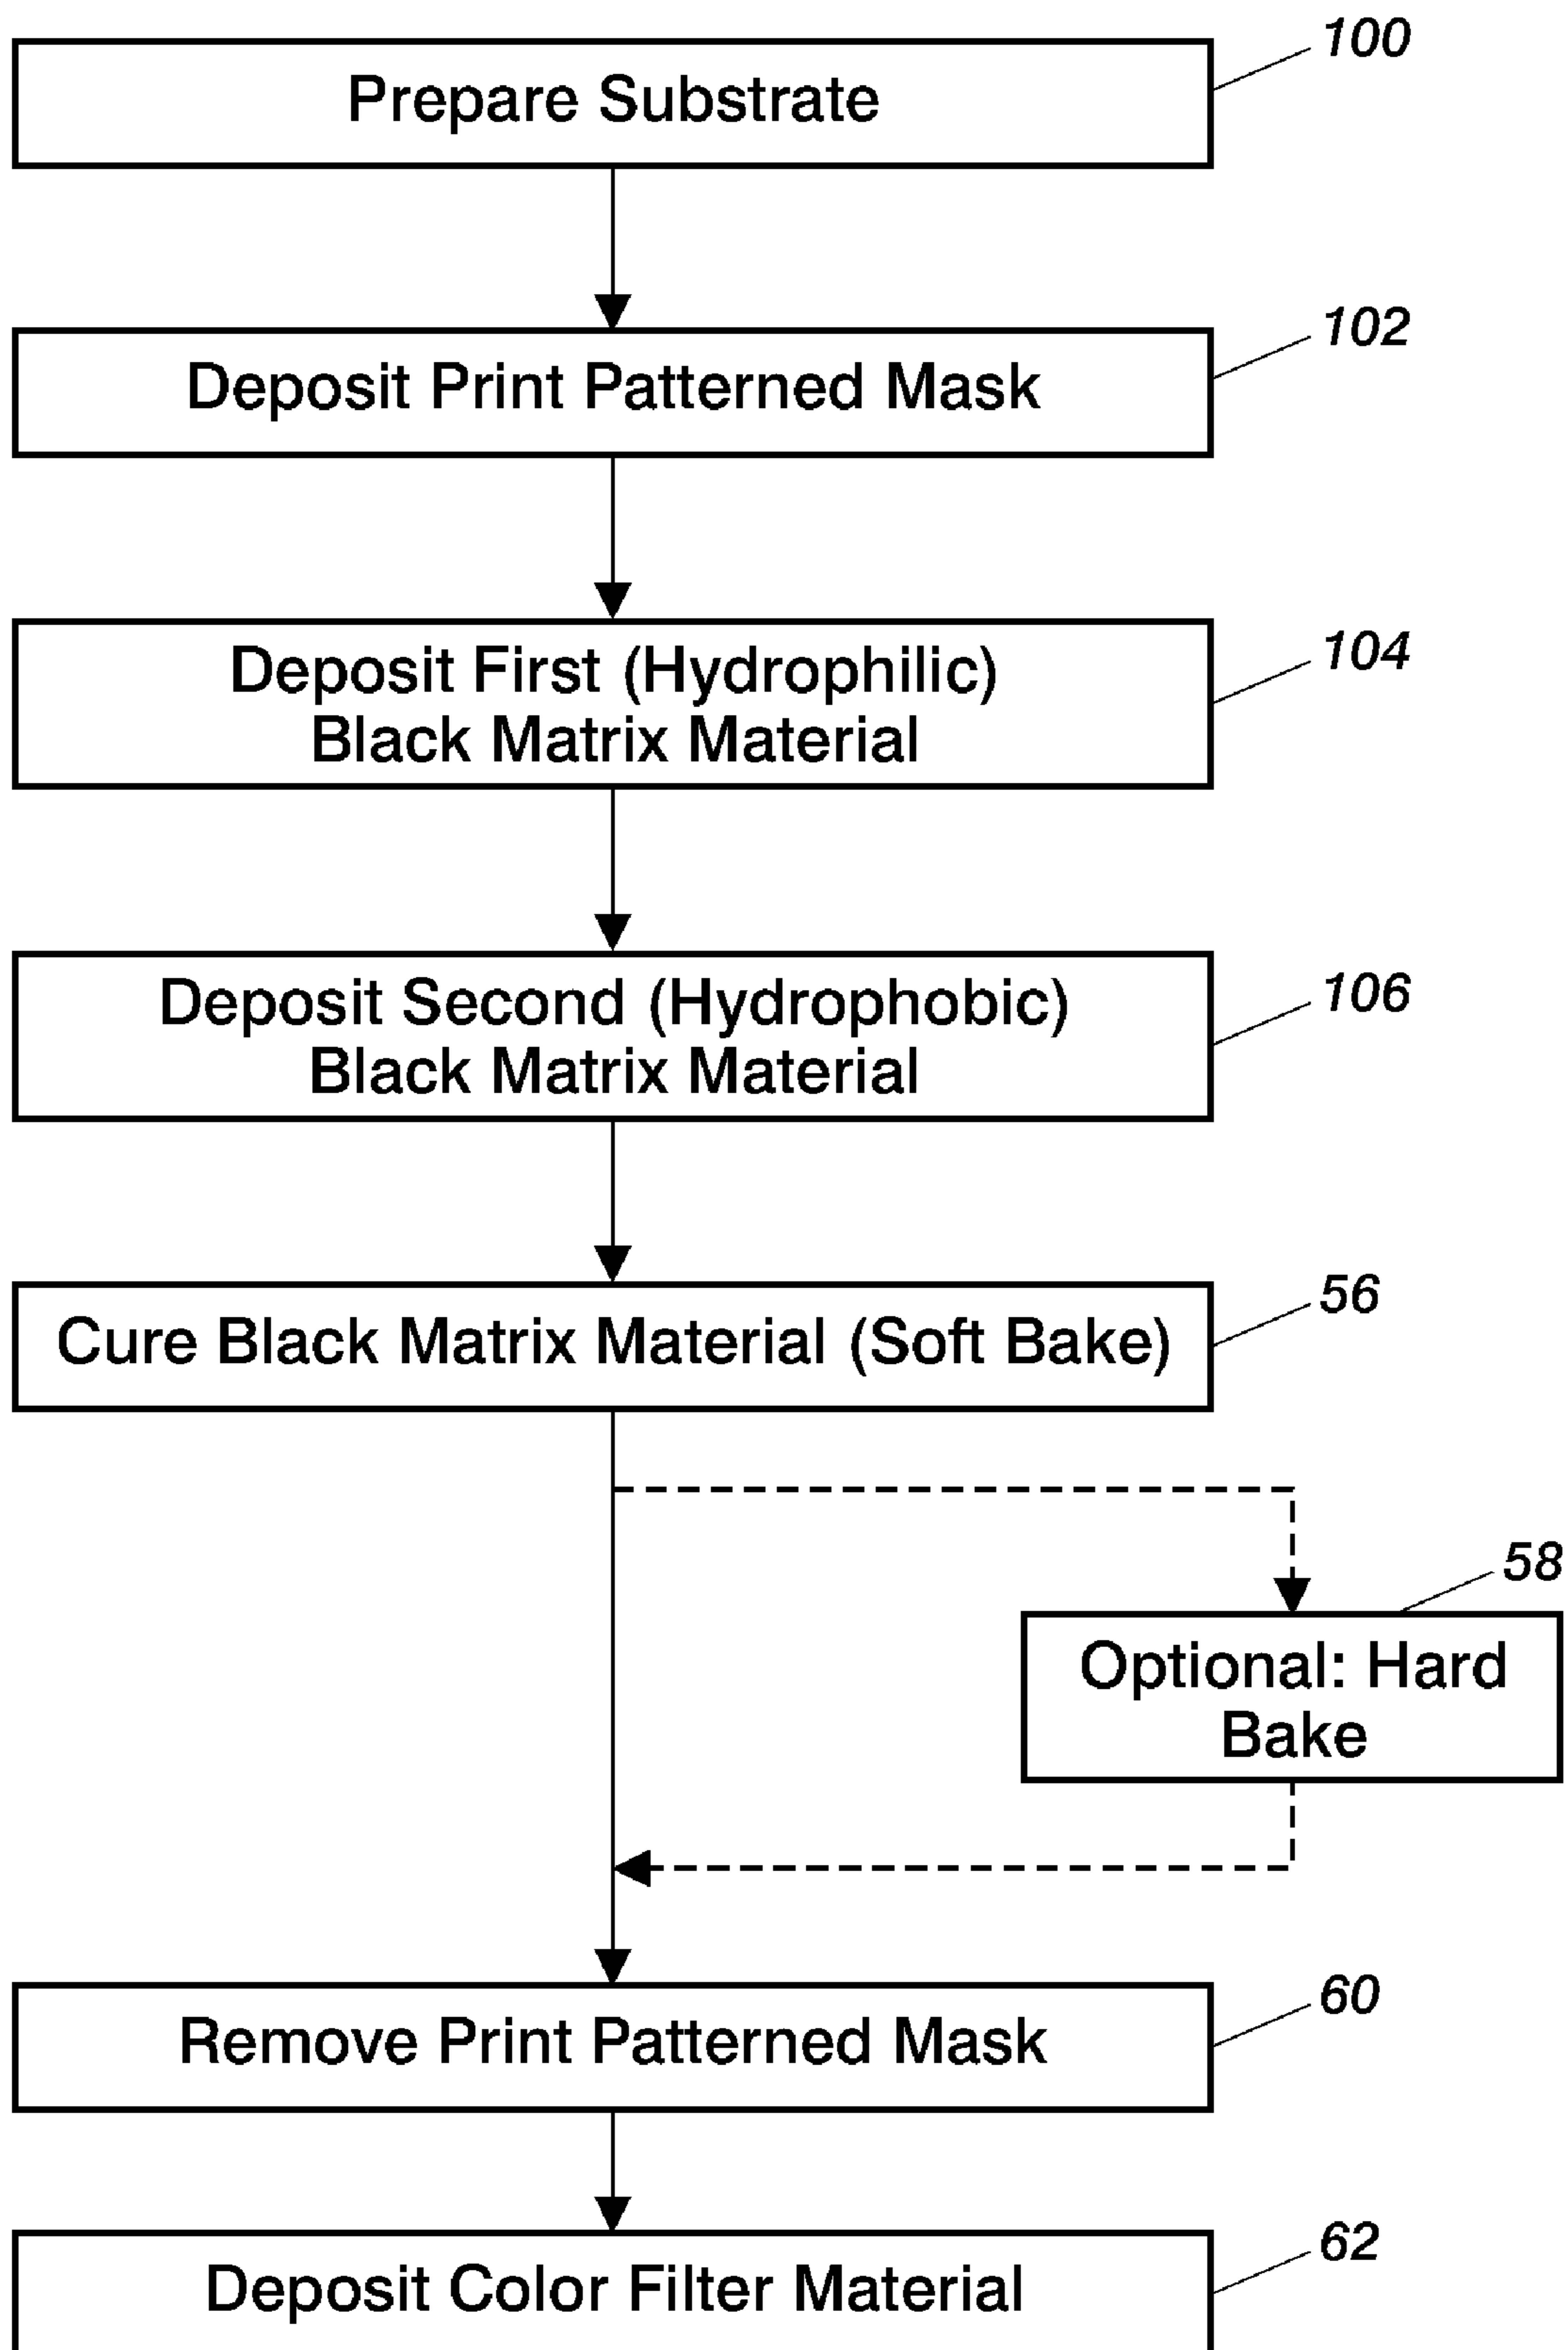 100
Prepare Substrate
102
Deposit Print Patterned Mask
104
Deposit First (Hydrophilic)
Black Matrix Material
106
Deposit Second (Hydrophobic)
Black Matrix Material
56
Cure Black Matrix Material (Soft Bake)
58
Optional: Hard
Bake
60
Remove Print Patterned Mask
62
Deposit Color Filter Material